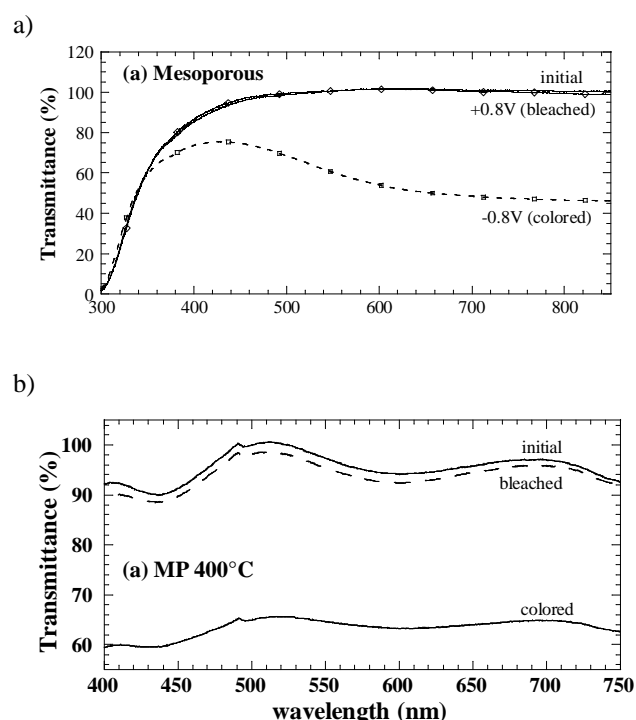 a)
120
100
80
60
40
20
0
Transmittance (%)
(a) Mesoporous
initial
+0.8V (bleached)
-0.8V (colored)
300 400 500 600 700 800
b)
100
90
80
70
60
Transmittance (%)
initial
bleached
(a) MP 400°C
colored
400 450 500 550 600 650 700 750
wavelength (nm)